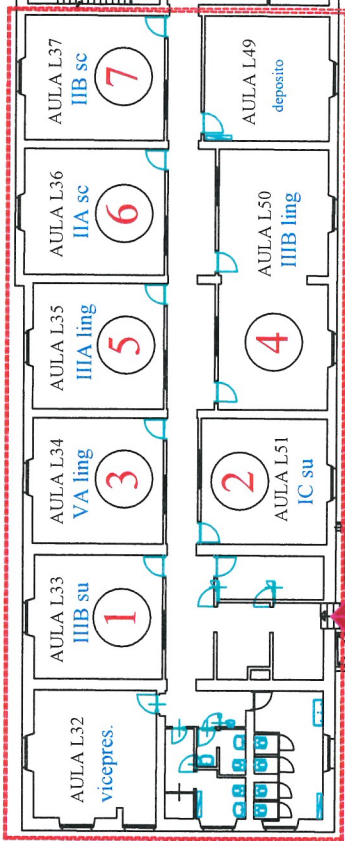 AULA L32
vicepres.
AULA L33
IIIB su
1
AULA L34
VA ling
3
AULA L35
IIIA ling
5
AULA L36
IIA sc
6
AULA L37
IIB sc
7
AULA L51
IC su
2
AULA L50
IIIB ling
4
AULA L49
deposito